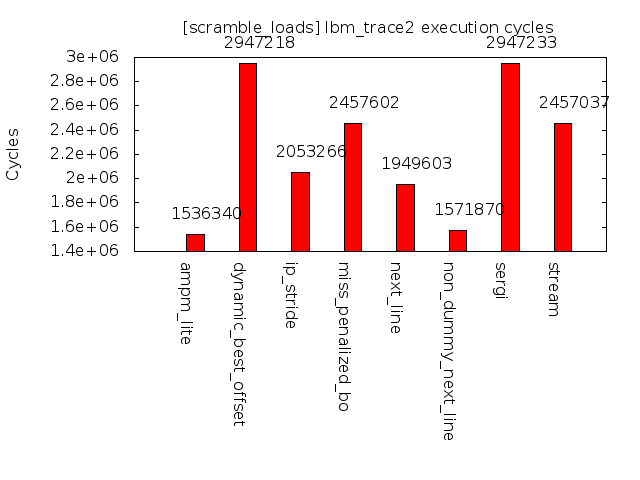 [scramble_loads] lbm_trace2 execution cycles
Cycles
3e+06
2.8e+06
2.6e+06
2.4e+06
2.2e+06
2e+06
1.8e+06
1.6e+06
1.4e+06
1536340
2947218
2053266
2457602
1949603
1571870
2947233
2457037
ampm_lite
dynamic_best_offset
ip_stride
miss_penalized_bo
next_line
non_dummy_next_line
sergi
stream